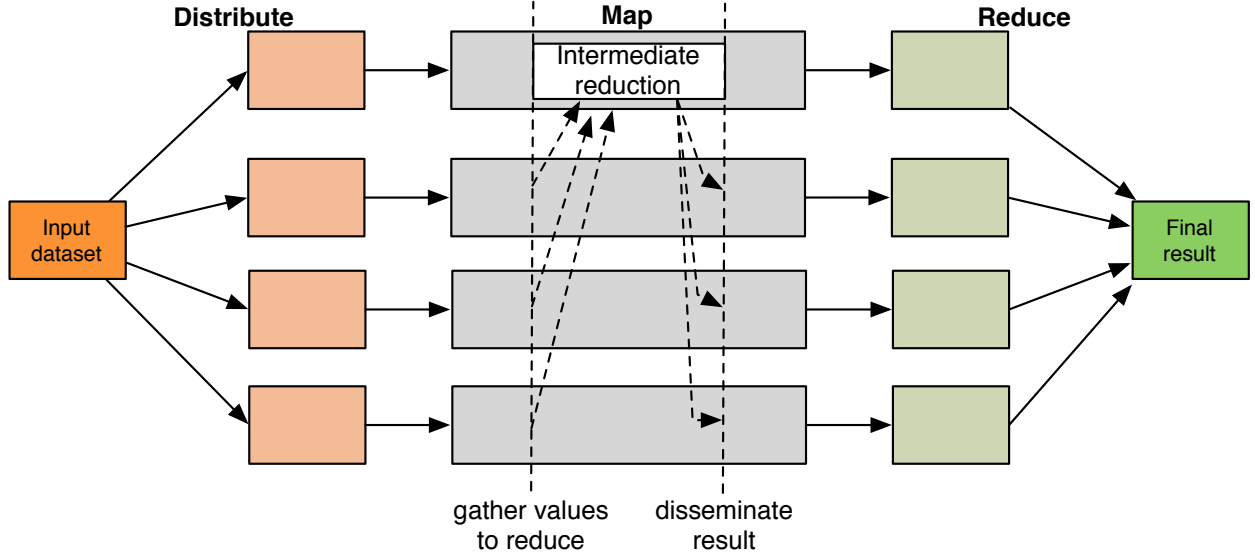 Distribute
Map
Reduce
Intermediate
reduction
Input
dataset
Final
result
gather values
to reduce
disseminate
result